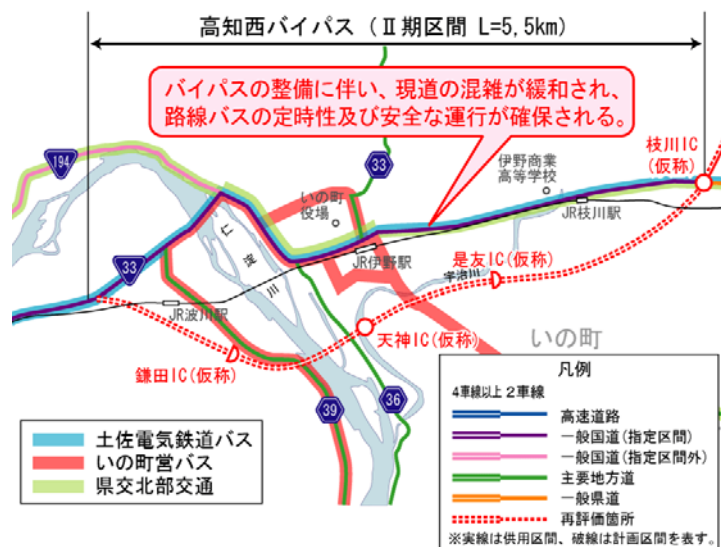 高知西バイパス(Ⅱ期区間 L=5,5km)
バイパスの整備に伴い、現道の混雑が緩和され、
路線バスの定時性及び安全な運行が確保される。
194
33
枝川IC
(仮称)
伊野商業
高等学校
いの町
役場
JR枝川駅
仁淀川
JR伊野駅
33
是友IC(仮称)
宇治川
JR波川駅
天神IC(仮称)
いの町
鎌田IC(仮称)
39
36
土佐電気鉄道バス
いの町営バス
県交北部交通
凡例
4車線以上 2車線
高速道路
一般国道(指定区間)
一般国道(指定区間外)
主要地方道
一般県道
再評価箇所
※実線は供用区間、破線は計画区間を表す。